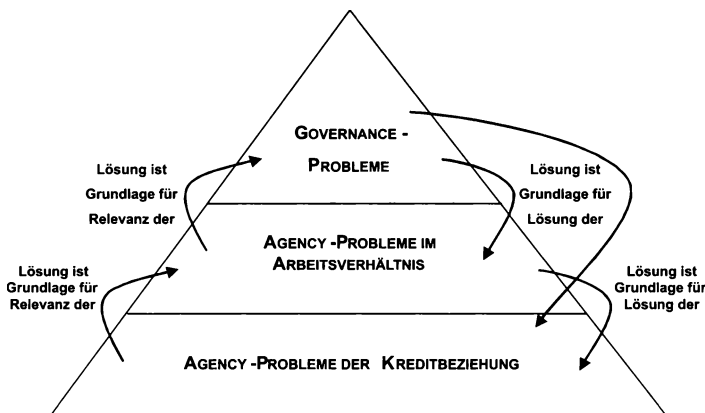 GOVERNANCE -
PROBLEME
Lösung ist
Grundlage für
Relevanz der
Lösung ist
Grundlage für
Lösung der
AGENCY -PROBLEME IM
ARBEITSVERHÄLTNIS
Lösung ist
Grundlage für
Relevanz der
Lösung ist
Grundlage für
Lösung der
AGENCY -PROBLEME DER KREDITBEZIEHUNG